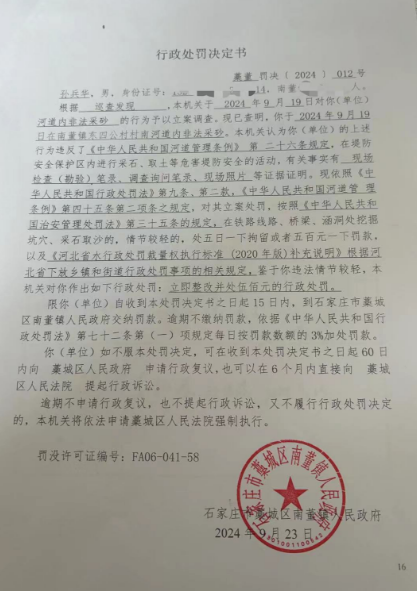 行政处罚决定书
藁董 罚决〔 2024 〕 012 号
孙兵华，男，身份证号： 14，南董 人。
根据 巡查发现 ，本机关于 2024 年 9 月 19 日对你(单位)
河道内非法采砂 的行为予以立案调查。现已查明，你于 2024 年 9 月 19
日在南董镇东四公村村南河道内非法采砂。本机关认为你(单位)的上述
行为违反了《中华人民共和国河道管理条例》第 二十六条规定，在堤防
安全保护区内进行采石、取土等危害堤防安全的活动，有关事实有 现场
检查(勘验)笔录、调查询问笔录、现场照片 等证据证明。现依照《中
华人民共和国行政处罚法》第九条、第二款，《中华人民共和国河道管 理
条例》第四十五条第二项条之规定，对其立案处罚，按照《中华人民共和
国治安管理处罚法》第三十五条的规定，在铁路线路、桥梁、涵洞处挖掘
坑穴、采石取沙的，情节较轻的，处五日一下拘留或者五百元一下罚款，
以及《河北省水行政处罚裁量权执行标准(2020 年版)补充说明》根据河
北省下放乡镇和街道行政处罚事项的相关规定，鉴于你违法情节较轻，本
机关对你作出如下行政处罚：立即整改并处伍佰元的行政处罚。
限你(单位)自收到本处罚决定书之日起 15 日内，到石家庄市藁城
区南董镇人民政府交纳罚款。逾期不缴纳罚款，依据《中华人民共和国行
政处罚法》第七十二条第(一)项规定每日按罚款数额的 3%加处罚款。
你(单位)如不服本处罚决定，可在收到本处罚决定书之日起 60 日
内向 藁城区人民政府 申请行政复议，也可以在 6 个月内直接向 藁城
区人民法院 提起行政诉讼。
逾期不申请行政复议，也不提起行政诉讼，又不履行行政处罚决定
的，本机关将依法申请藁城区人民法院强制执行。
罚没许可证编号：FA06-041-58
石家庄市藁城区南董镇人民政府
石家庄市藁城区南董镇人民政府
2024 年 9 月 23 日
16